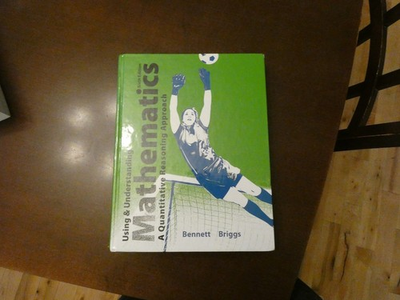 Using & Understanding
Mathematics
A Quantitative Reasoning Approach
Bennett Briggs